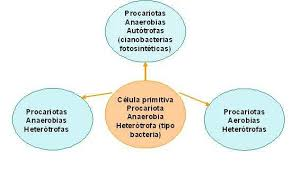 Procariotas
Anaerobias
Autótrofas
(cianobacterias
fotosintéticas)
Procariotas
Anaerobias
Heterótrofas
Célula primitiva
Procariota
Anaerobia
Heterótrofa (tipo
bacteria)
Procariotas
Aerobias
Heterótrofas